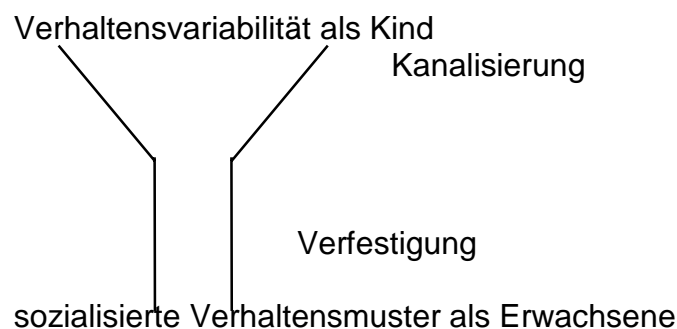 Verhaltensvariabilität als Kind
Kanalisierung
Verfestigung
sozialisierte Verhaltensmuster als Erwachsene